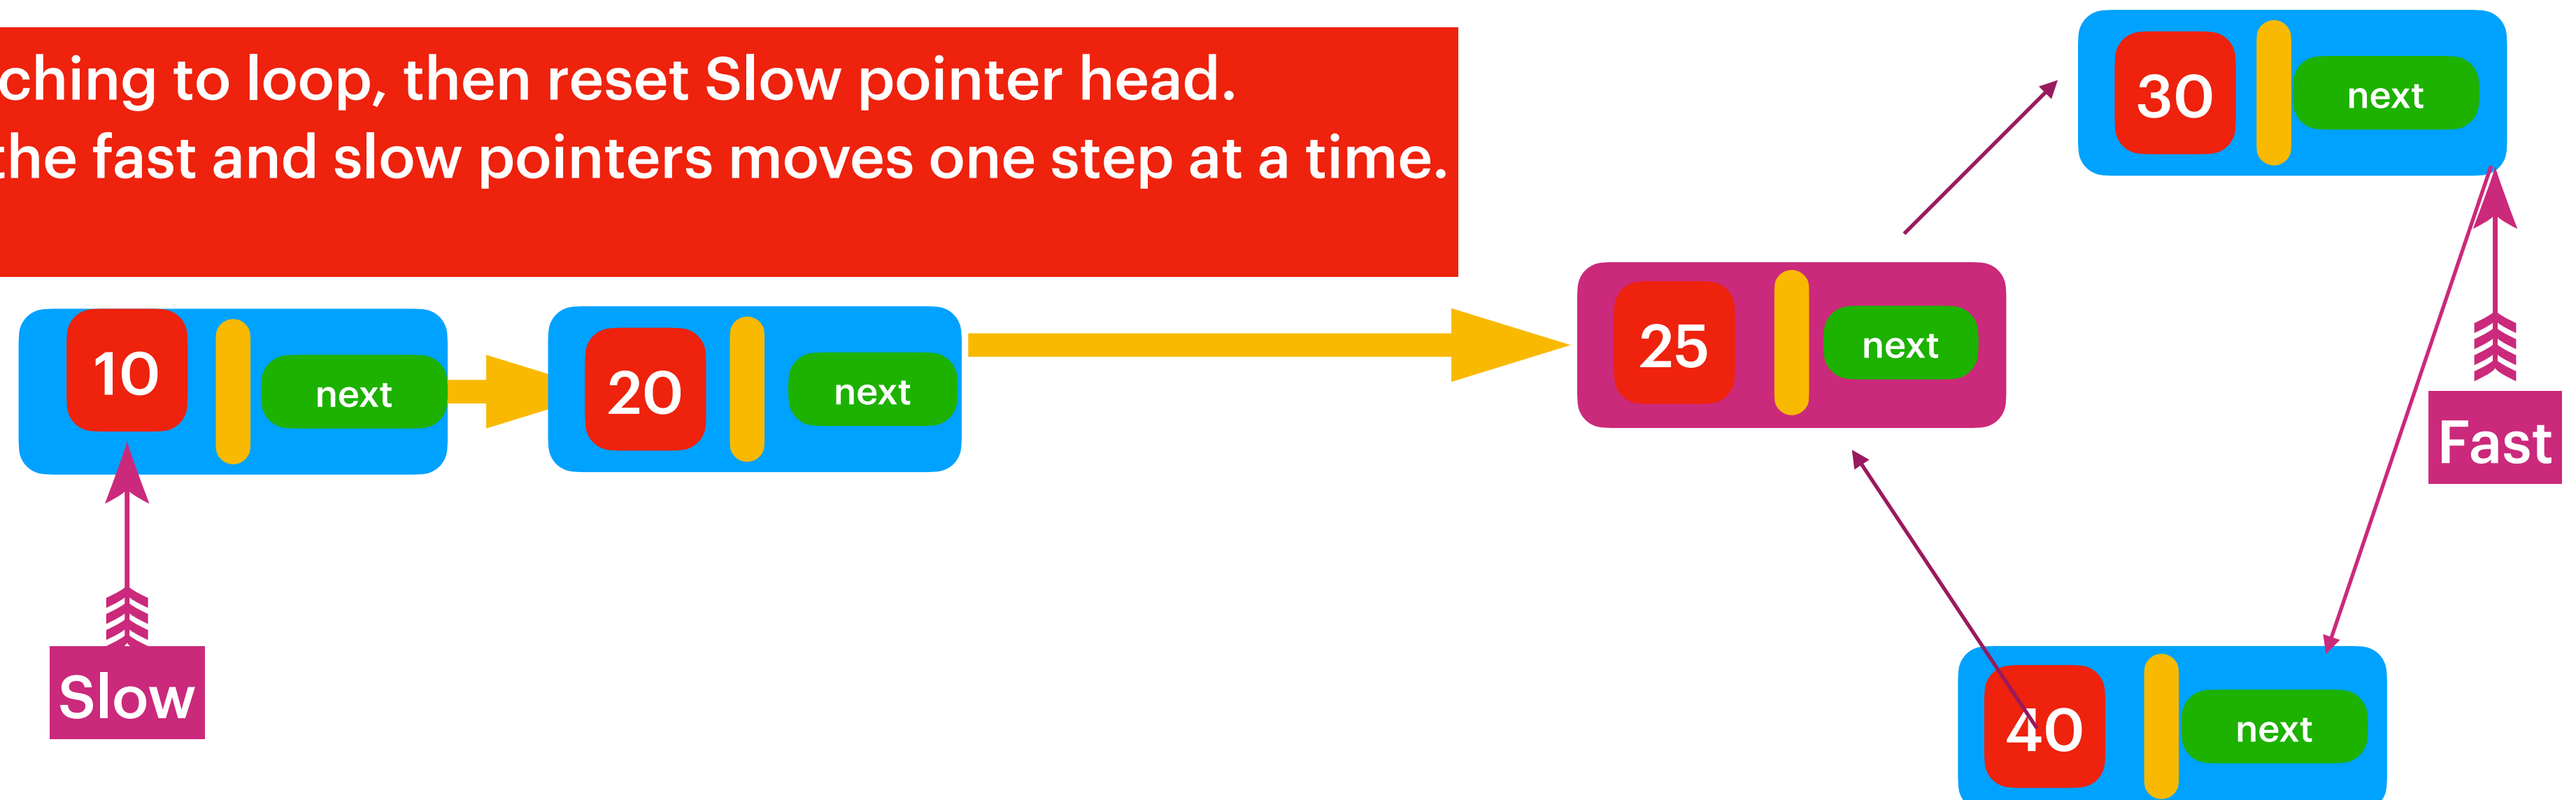 ching to loop, then reset Slow pointer head.
the fast and slow pointers moves one step at a time.
30 next
25 next
10 next
20 next
Fast
Slow
40 next